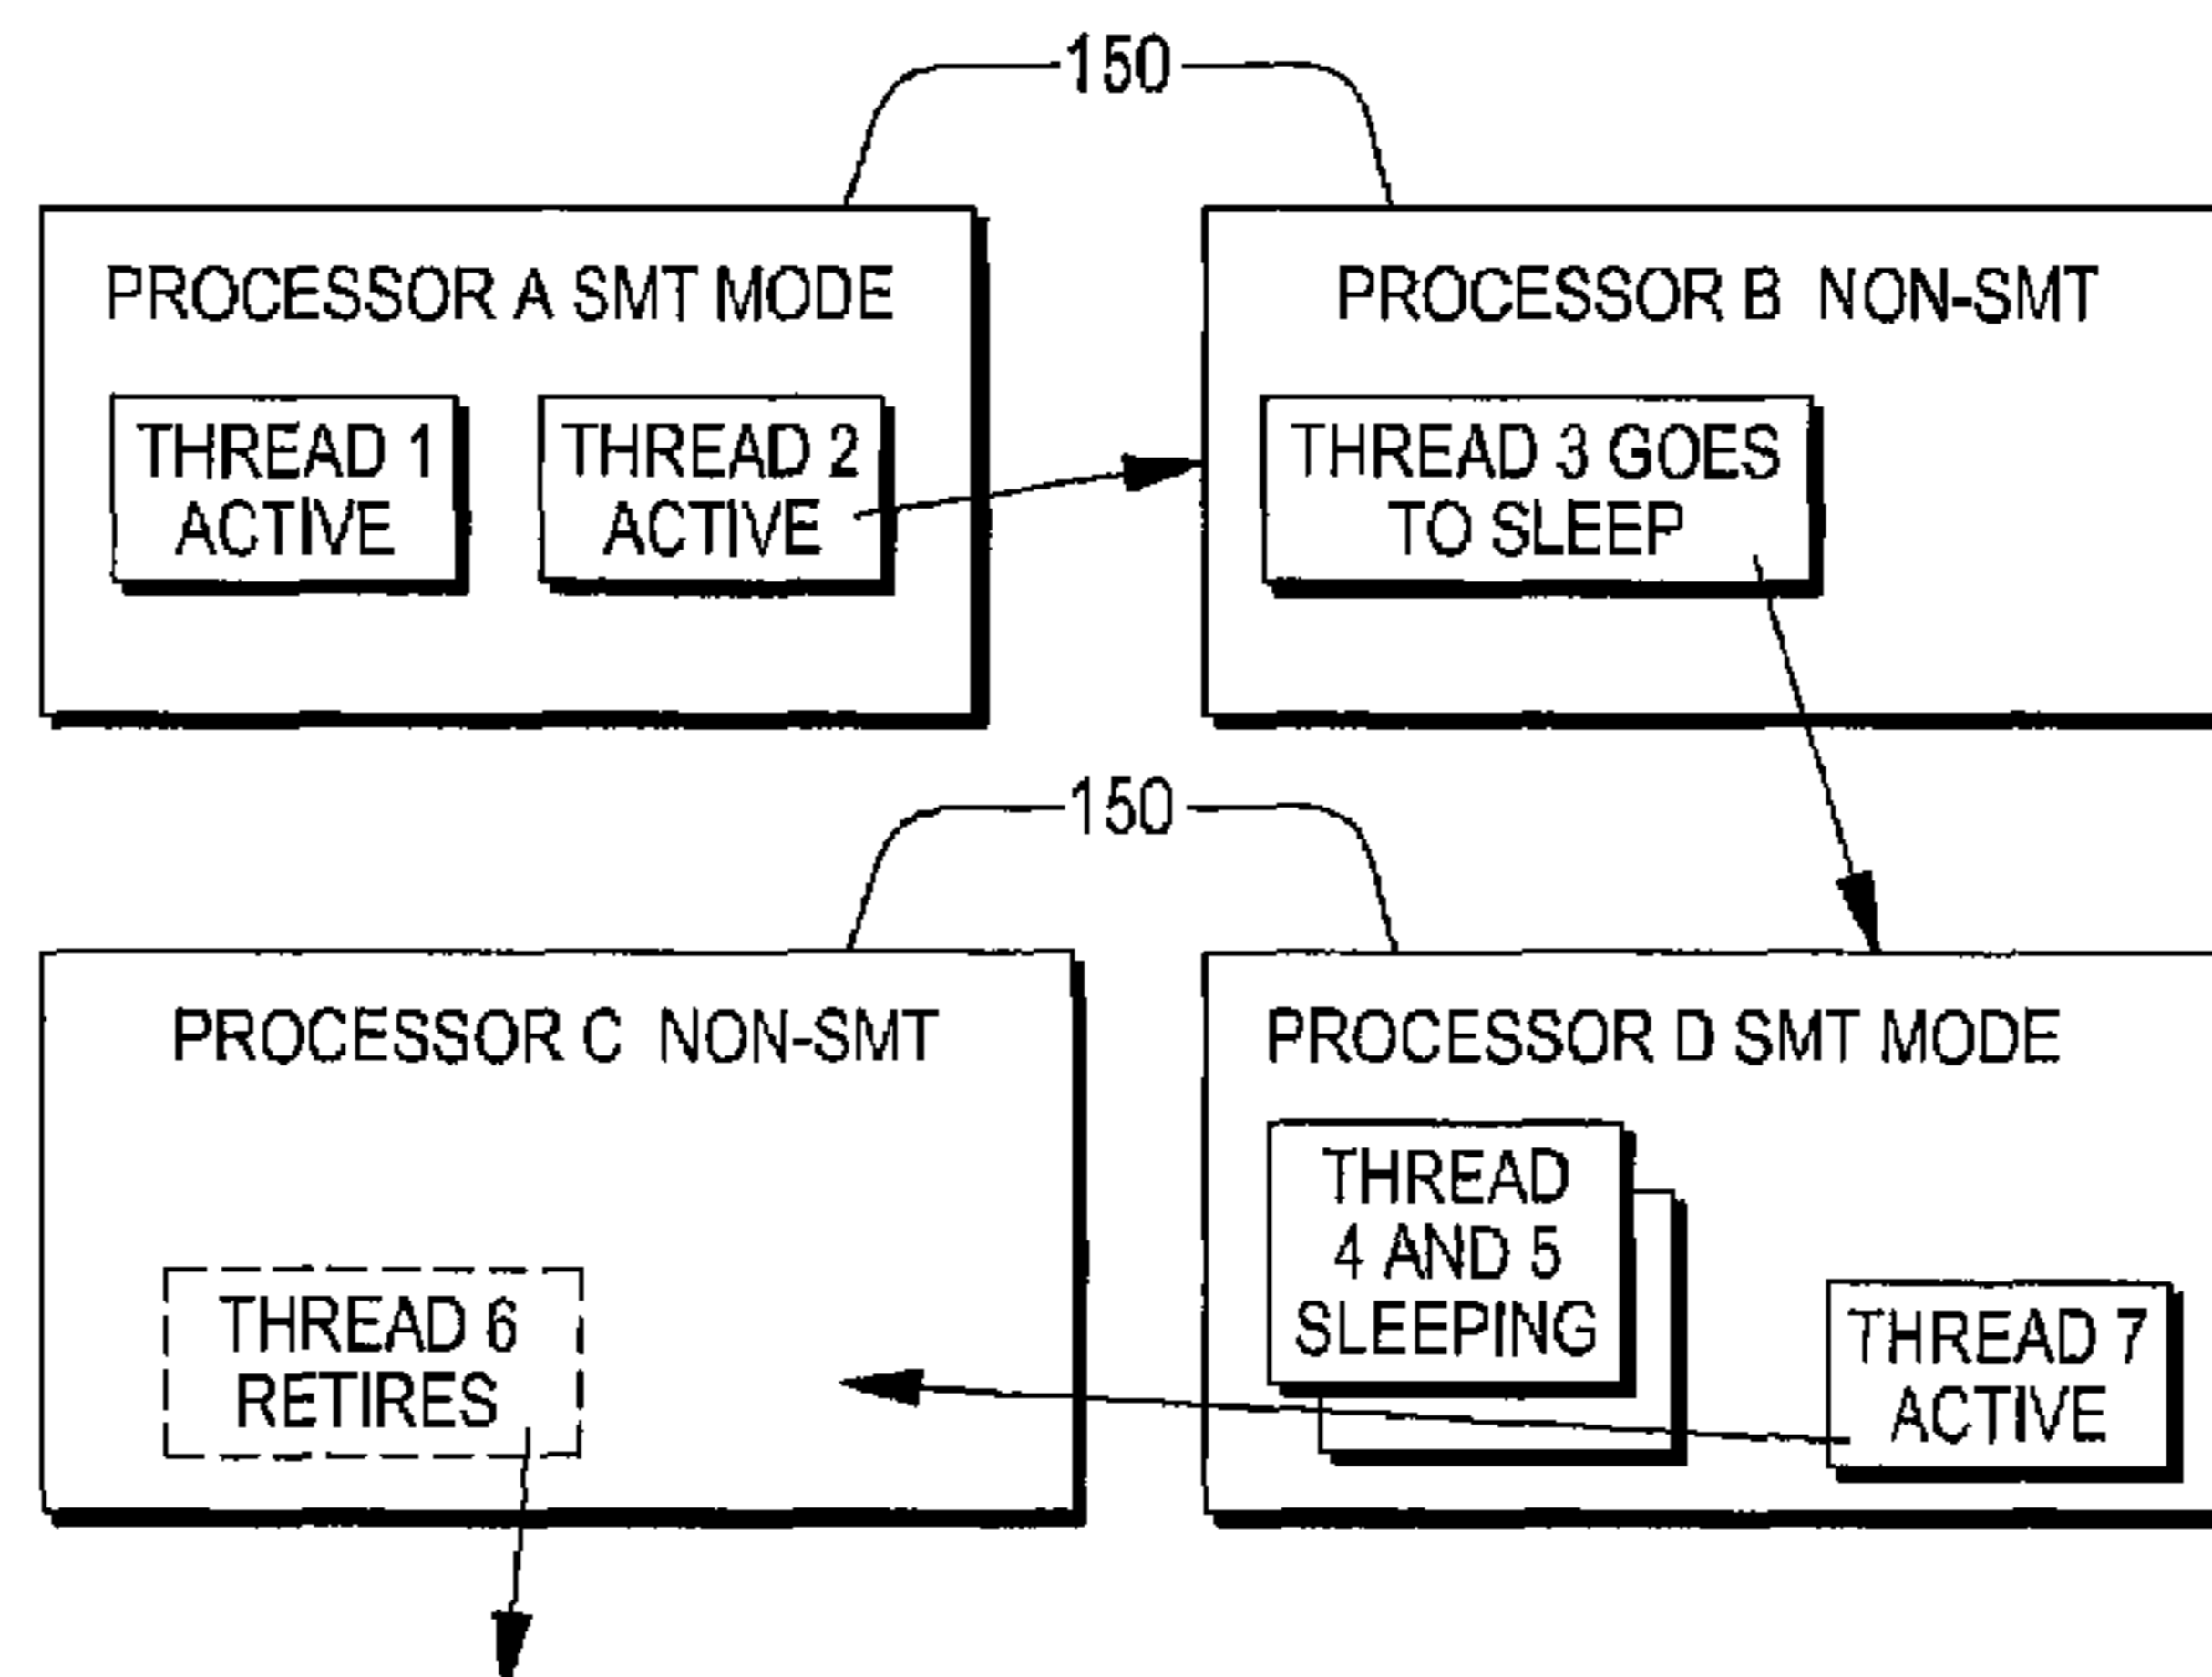 150
PROCESSOR A SMT MODE
PROCESSOR B NON-SMT
THREAD 1
ACTIVE
THREAD 2
ACTIVE
THREAD 3 GOES
TO SLEEP
150
PROCESSOR C NON-SMT
PROCESSOR D SMT MODE
THREAD
4 AND 5
SLEEPING
THREAD 6
RETIRES
THREAD 7
ACTIVE